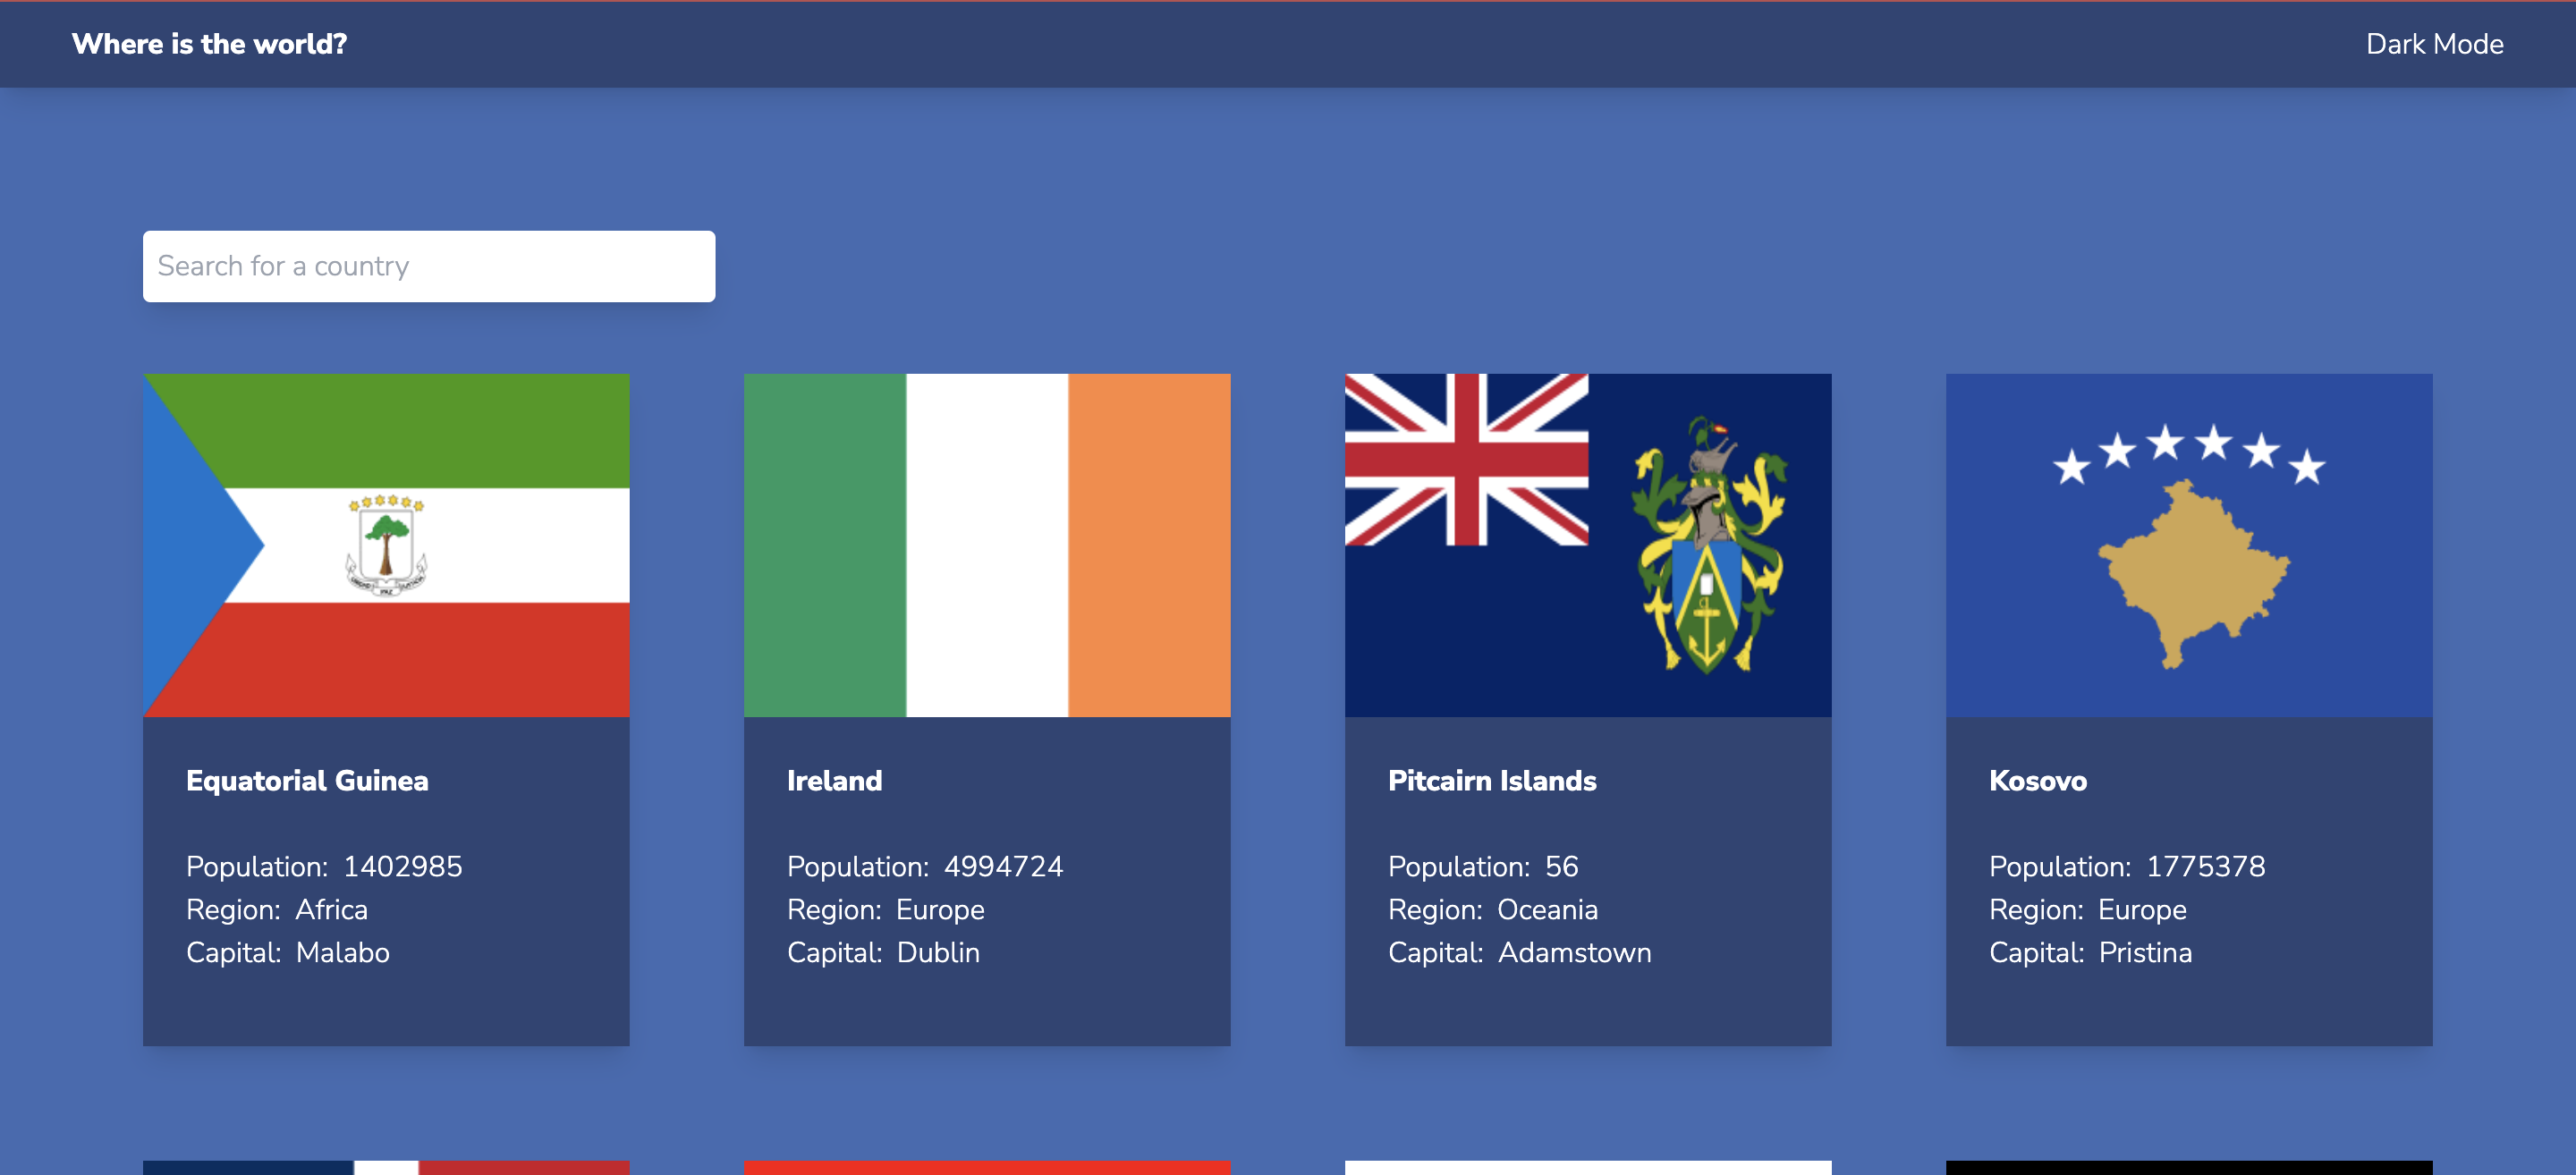 Where is the world?
Dark Mode
Search for a country
Equatorial Guinea
Population: 1402985
Region: Africa
Capital: Malabo
Ireland
Population: 4994724
Region: Europe
Capital: Dublin
Pitcairn Islands
Population: 56
Region: Oceania
Capital: Adamstown
Kosovo
Population: 1775378
Region: Europe
Capital: Pristina